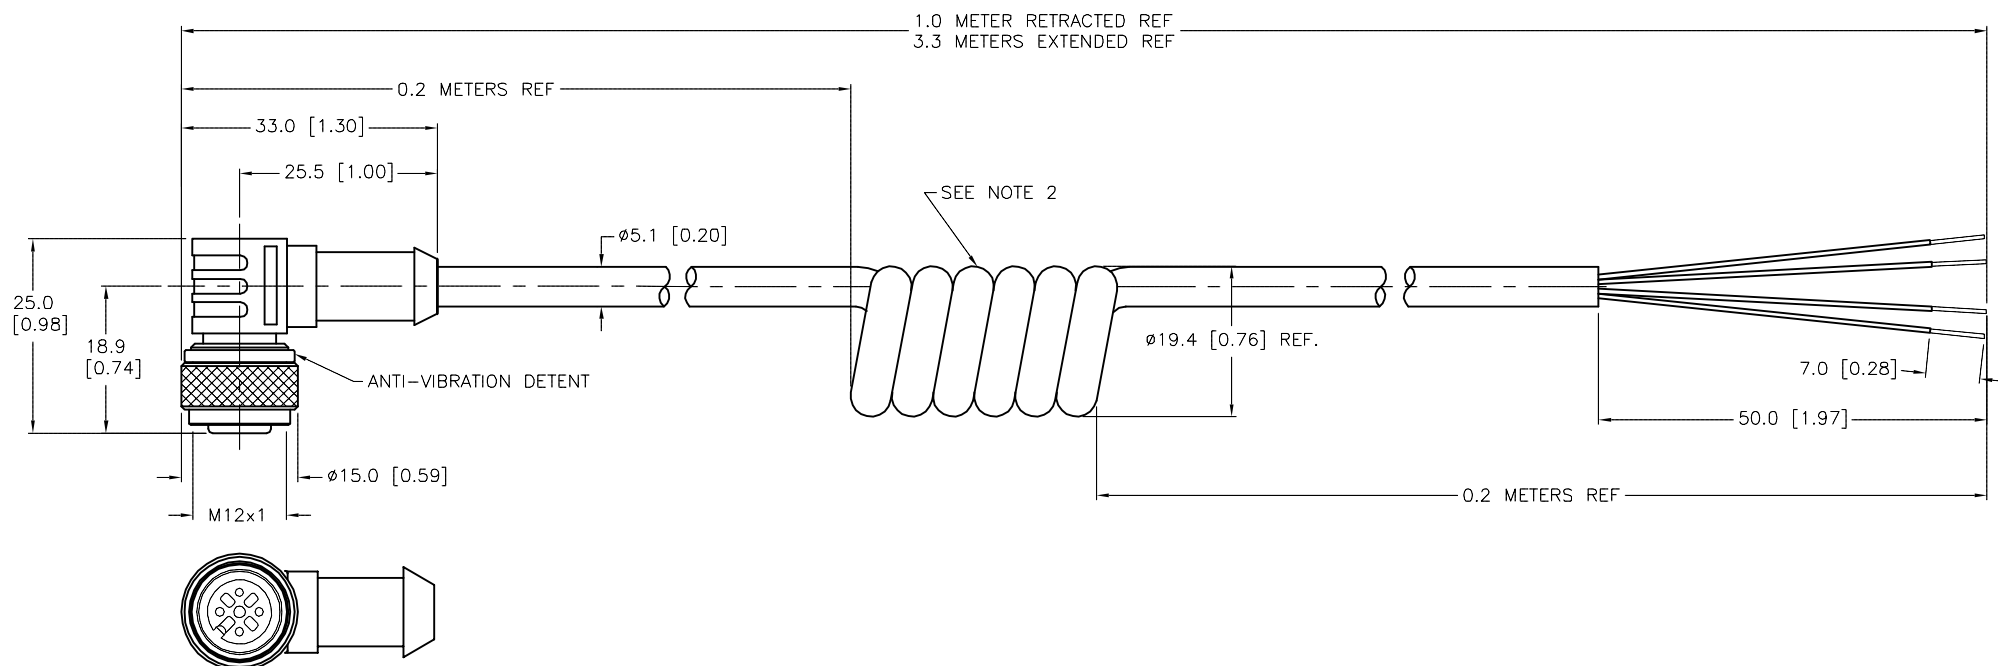 1.0 METER RETRACTED REF
3.3 METERS EXTENDED REF
0.2 METERS REF
33.0 [1.30]
25.5 [1.00]
SEE NOTE 2
ø5.1 [0.20]
25.0
[0.98]
18.9
[0.74]
ø19.4 [0.76] REF.
7.0 [0.28]
ANTI-VIBRATION DETENT
50.0 [1.97]
ø15.0 [0.59]
0.2 METERS REF
M12x1